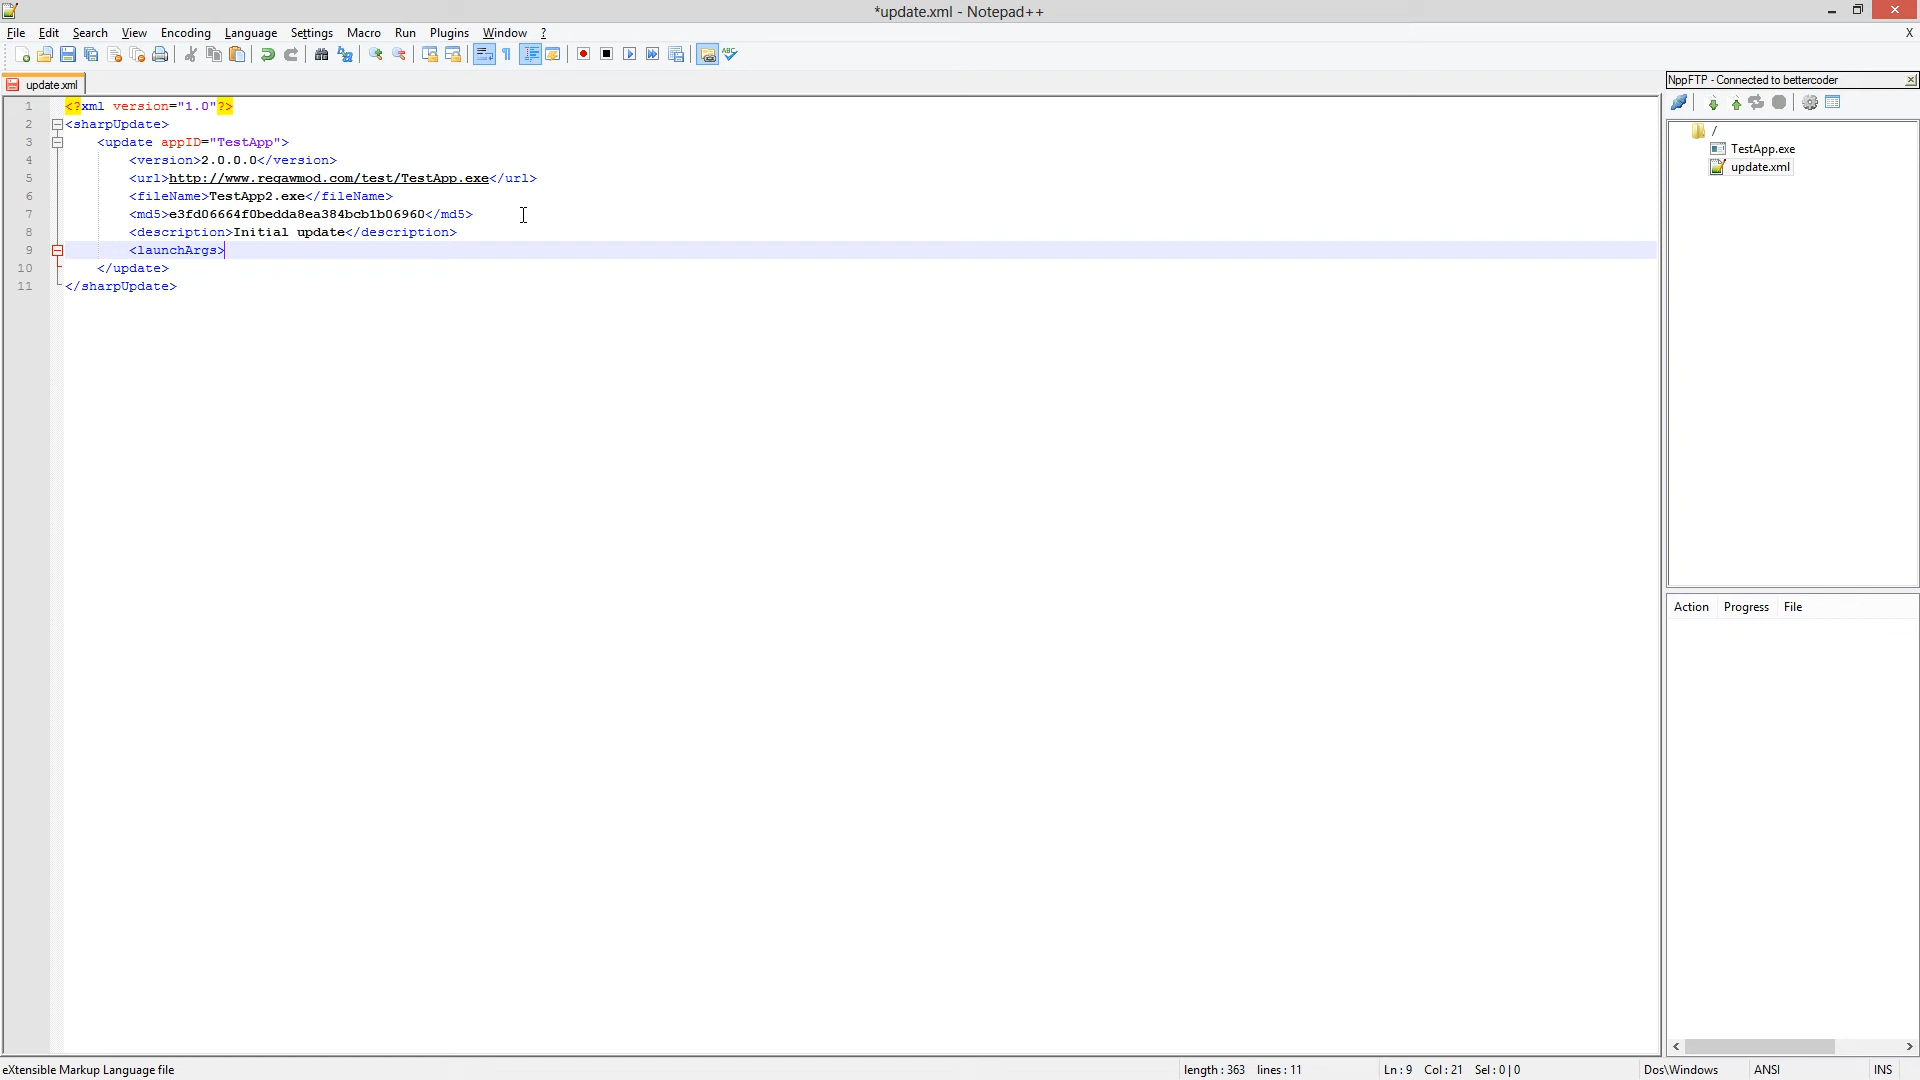 *update.xml - Notepad++
File Edit Search View Encoding Language Settings Macro Run Plugins Window ? X
update.xml
NppFTP - Connected to bettercoder
1 <?xml version="1.0"?>
2 <sharpUpdate>
3 <update appID="TestApp">
4 <version>2.0.0.0</version>
5 <url>http://www.regawmod.com/test/TestApp.exe</url>
6 <fileName>TestApp2.exe</fileName>
7 <md5>e3fd06664f0bedda8ea384bcb1b06960</md5>
8 <description>Initial update</description>
9 <launchArgs>
10 </update>
11 </sharpUpdate>
/
TestApp.exe
update.xml
Action Progress File
eXtensible Markup Language file length : 363 lines : 11 Ln : 9 Col : 21 Sel : 0 | 0 Dos\Windows ANSI INS